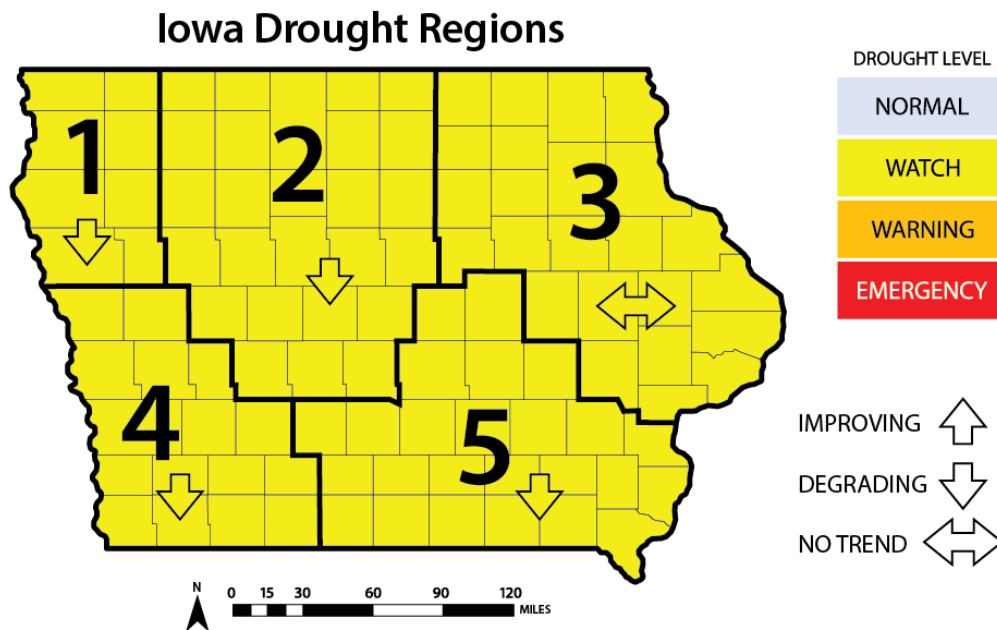 Iowa Drought Regions
DROUGHT LEVEL
NORMAL
WATCH
WARNING
EMERGENCY
1
2
3
4
5
IMPROVING
DEGRADING
NO TREND
N
0 15 30 60 90 120
MILES